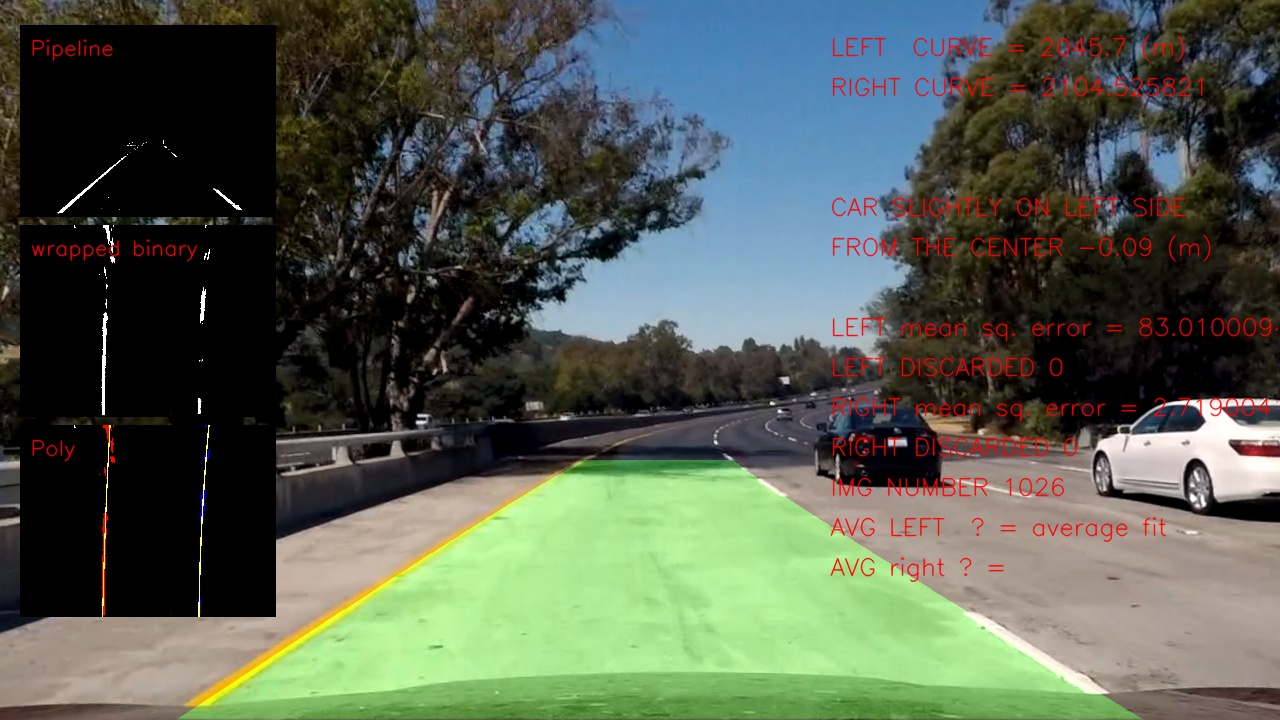 Pipeline
wrapped binary
Poly
LEFT CURVE = 2045.7 (m)
RIGHT CURVE = 2104.525821
CAR SLIGHTLY ON LEFT SIDE
FROM THE CENTER -0.09 (m)
LEFT mean sq. error = 83.010009
LEFT DISCARDED 0
RIGHT mean sq. error = 2.719004
RIGHT DISCARDED 0
IMG NUMBER 1026
AVG LEFT ? = average fit
AVG right ? =